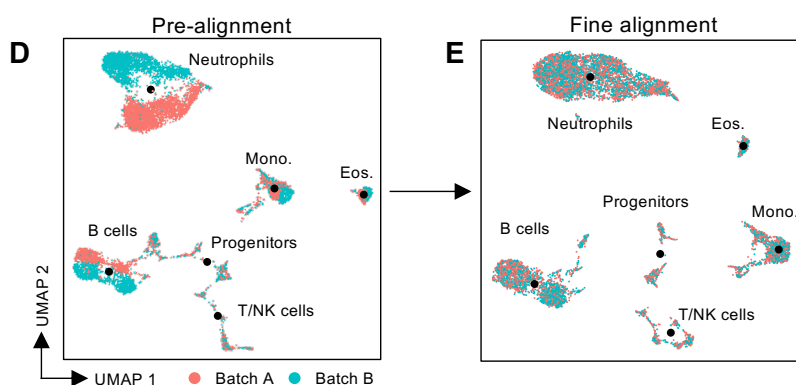 D
Pre-alignment
Neutrophils
Mono.
Eos.
B cells
Progenitors
T/NK cells
UMAP 2
UMAP 1
Batch A
Batch B
E
Fine alignment
Neutrophils
Eos.
Progenitors
B cells
Mono.
T/NK cells